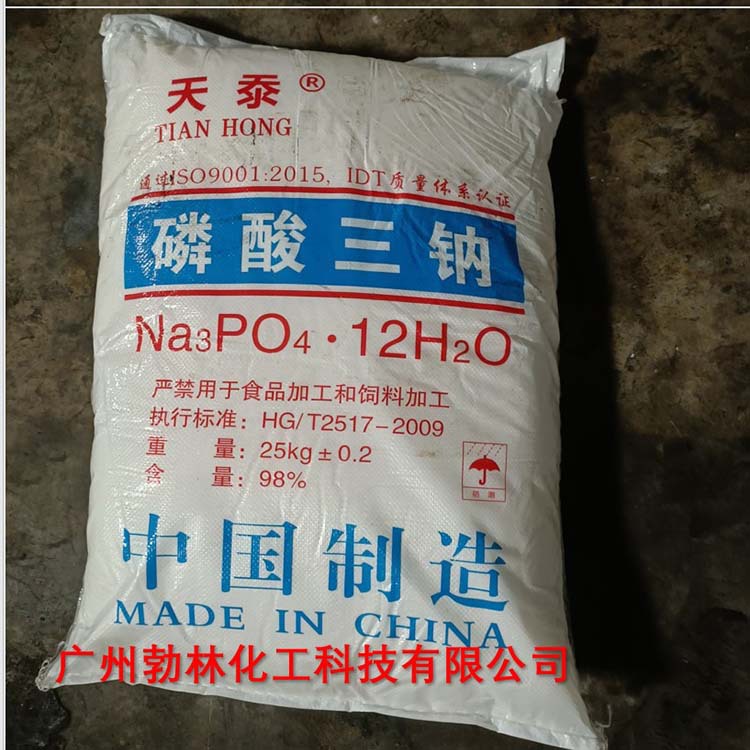 天泰®
TIAN HONG
通过ISO9001:2015, IDT质量体系认证
磷酸三钠
Na₃PO₄·12H₂O
严禁用于食品加工和饲料加工
执行标准：HG/T2517-2009
重 量：25kg±0.2
含 量：98%
防潮
中国制造
MADE IN CHINA
广州勃林化工科技有限公司